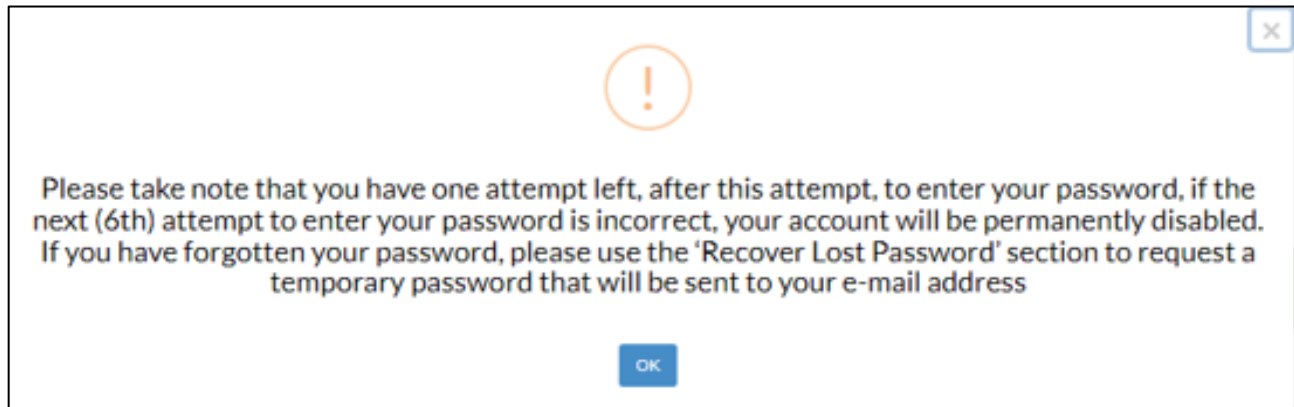 Please take note that you have one attempt left, after this attempt, to enter your password, if the
next (6th) attempt to enter your password is incorrect, your account will be permanently disabled.
If you have forgotten your password, please use the ‘Recover Lost Password’ section to request a
temporary password that will be sent to your e-mail address
OK